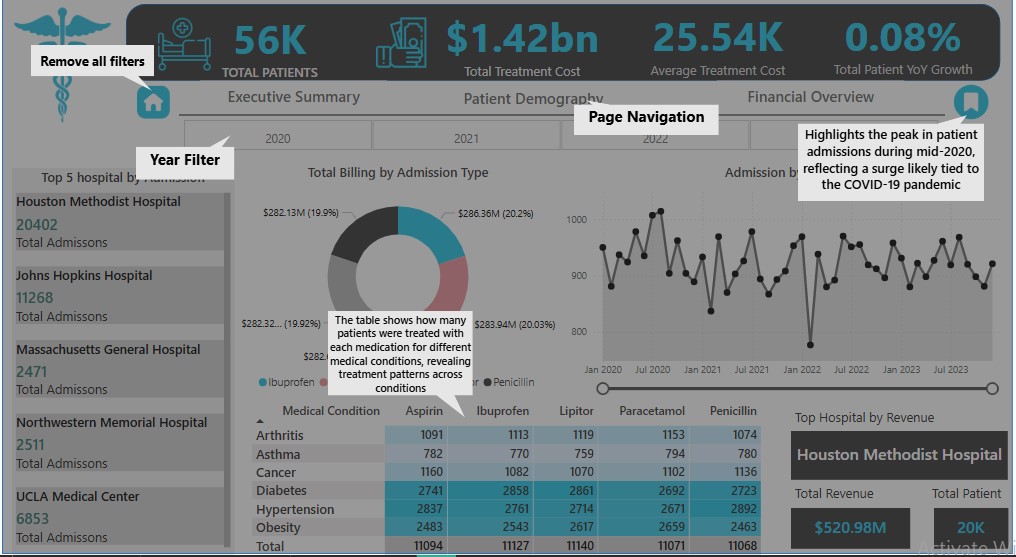 56K
TOTAL PATIENTS
$1.42bn
Total Treatment Cost
25.54K
Average Treatment Cost
0.08%
Total Patient YoY Growth
Remove all filters
Executive Summary
Patient Demography
Financial Overview
Page Navigation
2020
2021
2022
Year Filter
Highlights the peak in patient
admissions during mid-2020,
reflecting a surge likely tied to
the COVID-19 pandemic
Top 5 hospital by Admission
Houston Methodist Hospital
20402
Total Admissons
Johns Hopkins Hospital
11268
Total Admissons
Massachusetts General Hospital
2471
Total Admissons
Northwestern Memorial Hospital
2511
Total Admissons
UCLA Medical Center
6853
Total Admissons
Total Billing by Admission Type
$282.13M (19.9%)
$286.36M (20.2%)
$282.32... (19.92%)
$283.94M (20.03%)
$282.
The table shows how many
patients were treated with
each medication for different
medical conditions, revealing
treatment patterns across
conditions
Ibuprofen
Penicillin
Admission by
1000
900
800
Jan 2020
Jul 2020
Jan 2021
Jul 2021
Jan 2022
Jul 2022
Jan 2023
Jul 2023
Medical Condition Aspirin Ibuprofen Lipitor Paracetamol Penicillin
Arthritis 1091 1113 1119 1153 1074
Asthma 782 770 759 794 780
Cancer 1160 1082 1070 1102 1136
Diabetes 2741 2858 2861 2692 2723
Hypertension 2837 2761 2714 2671 2892
Obesity 2483 2543 2617 2659 2463
Total 11094 11127 11140 11071 11068
Top Hospital by Revenue
Houston Methodist Hospital
Total Revenue
$520.98M
Total Patient
20K
Activate Wi